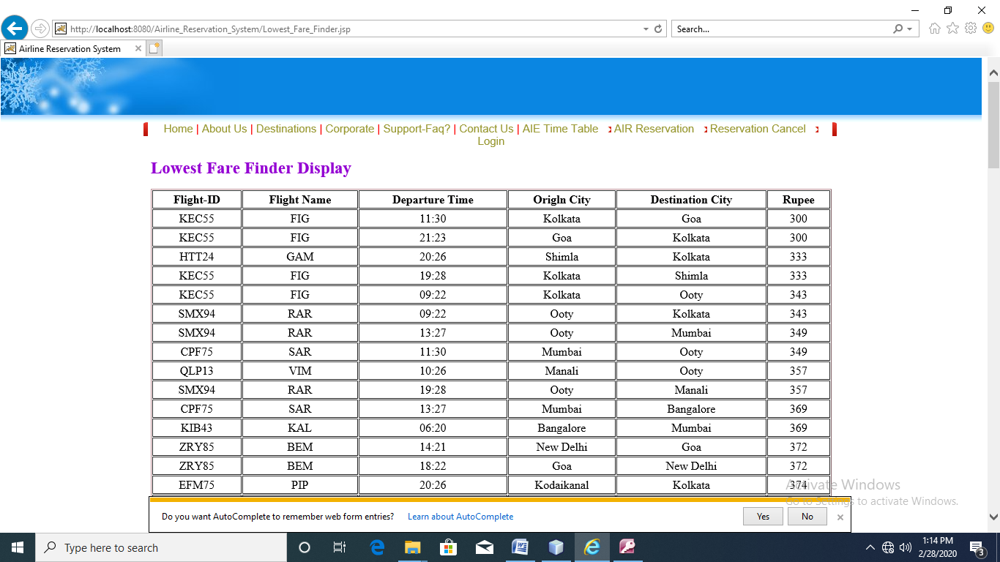 http://localhost:8080/Airline_Reservation_System/Lowest_Fare_Finder.jsp
Search...
Airline Reservation System
Home | About Us | Destinations | Corporate | Support-Faq? | Contact Us | AIE Time Table AIR Reservation Reservation Cancel
Login
Lowest Fare Finder Display
Flight-ID Flight Name Departure Time Origln City Destination City Rupee
KEC55 FIG 11:30 Kolkata Goa 300
KEC55 FIG 21:23 Goa Kolkata 300
HTT24 GAM 20:26 Shimla Kolkata 333
KEC55 FIG 19:28 Kolkata Shimla 333
KEC55 FIG 09:22 Kolkata Ooty 343
SMX94 RAR 09:22 Ooty Kolkata 343
SMX94 RAR 13:27 Ooty Mumbai 349
CPF75 SAR 11:30 Mumbai Ooty 349
QLP13 VIM 10:26 Manali Ooty 357
SMX94 RAR 19:28 Ooty Manali 357
CPF75 SAR 13:27 Mumbai Bangalore 369
KIB43 KAL 06:20 Bangalore Mumbai 369
ZRY85 BEM 14:21 New Delhi Goa 372
ZRY85 BEM 18:22 Goa New Delhi 372
EFM75 PIP 20:26 Kodaikanal Kolkata 374
Activate Windows
Go to Settings to activate Windows.
Do you want AutoComplete to remember web form entries? Learn about AutoComplete Yes No
Type here to search
1:14 PM
2/28/2020
3